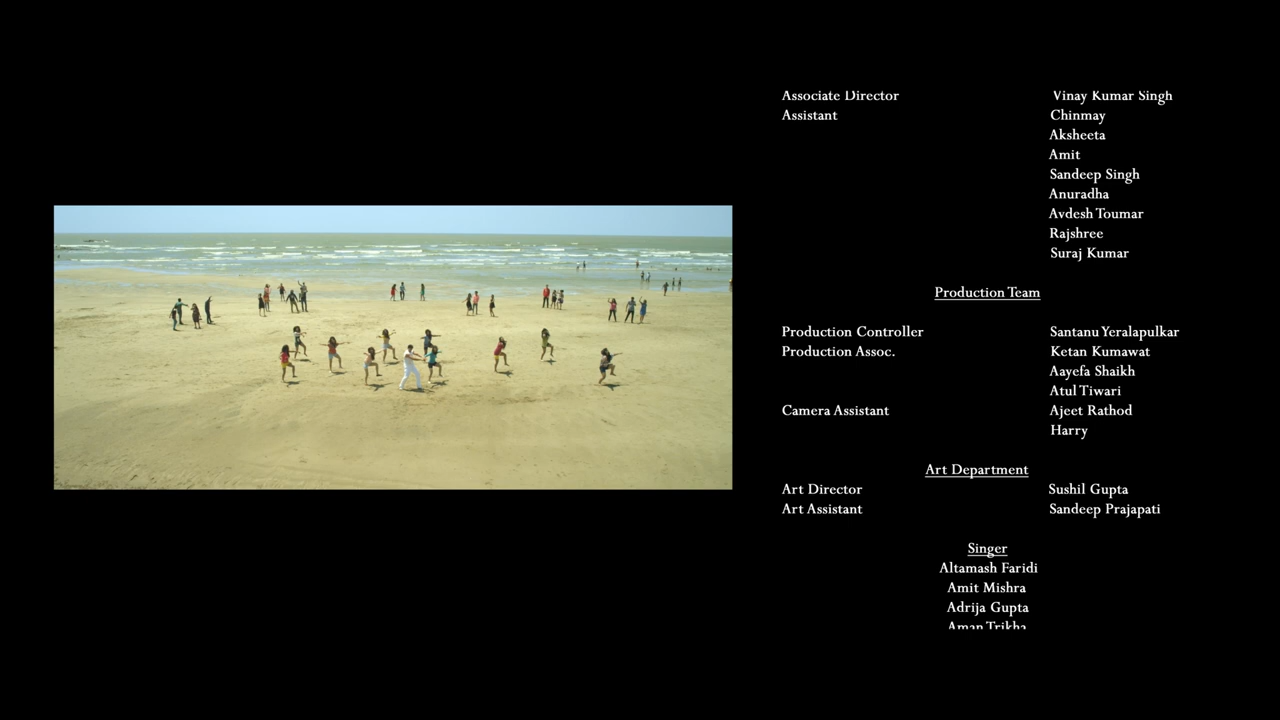 Associate Director Vinay Kumar Singh
Assistant Chinmay
Aksheeta
Amit
Sandeep Singh
Anuradha
Avdesh Toumar
Rajshree
Suraj Kumar
Production Team
Production Controller Santanu Yeralapulkar
Production Assoc. Ketan Kumawat
Aayefa Shaikh
Atul Tiwari
Camera Assistant Ajeet Rathod
Harry
Art Department
Art Director Sushil Gupta
Art Assistant Sandeep Prajapati
Singer
Altamash Faridi
Amit Mishra
Adrija Gupta
Aman Trikha